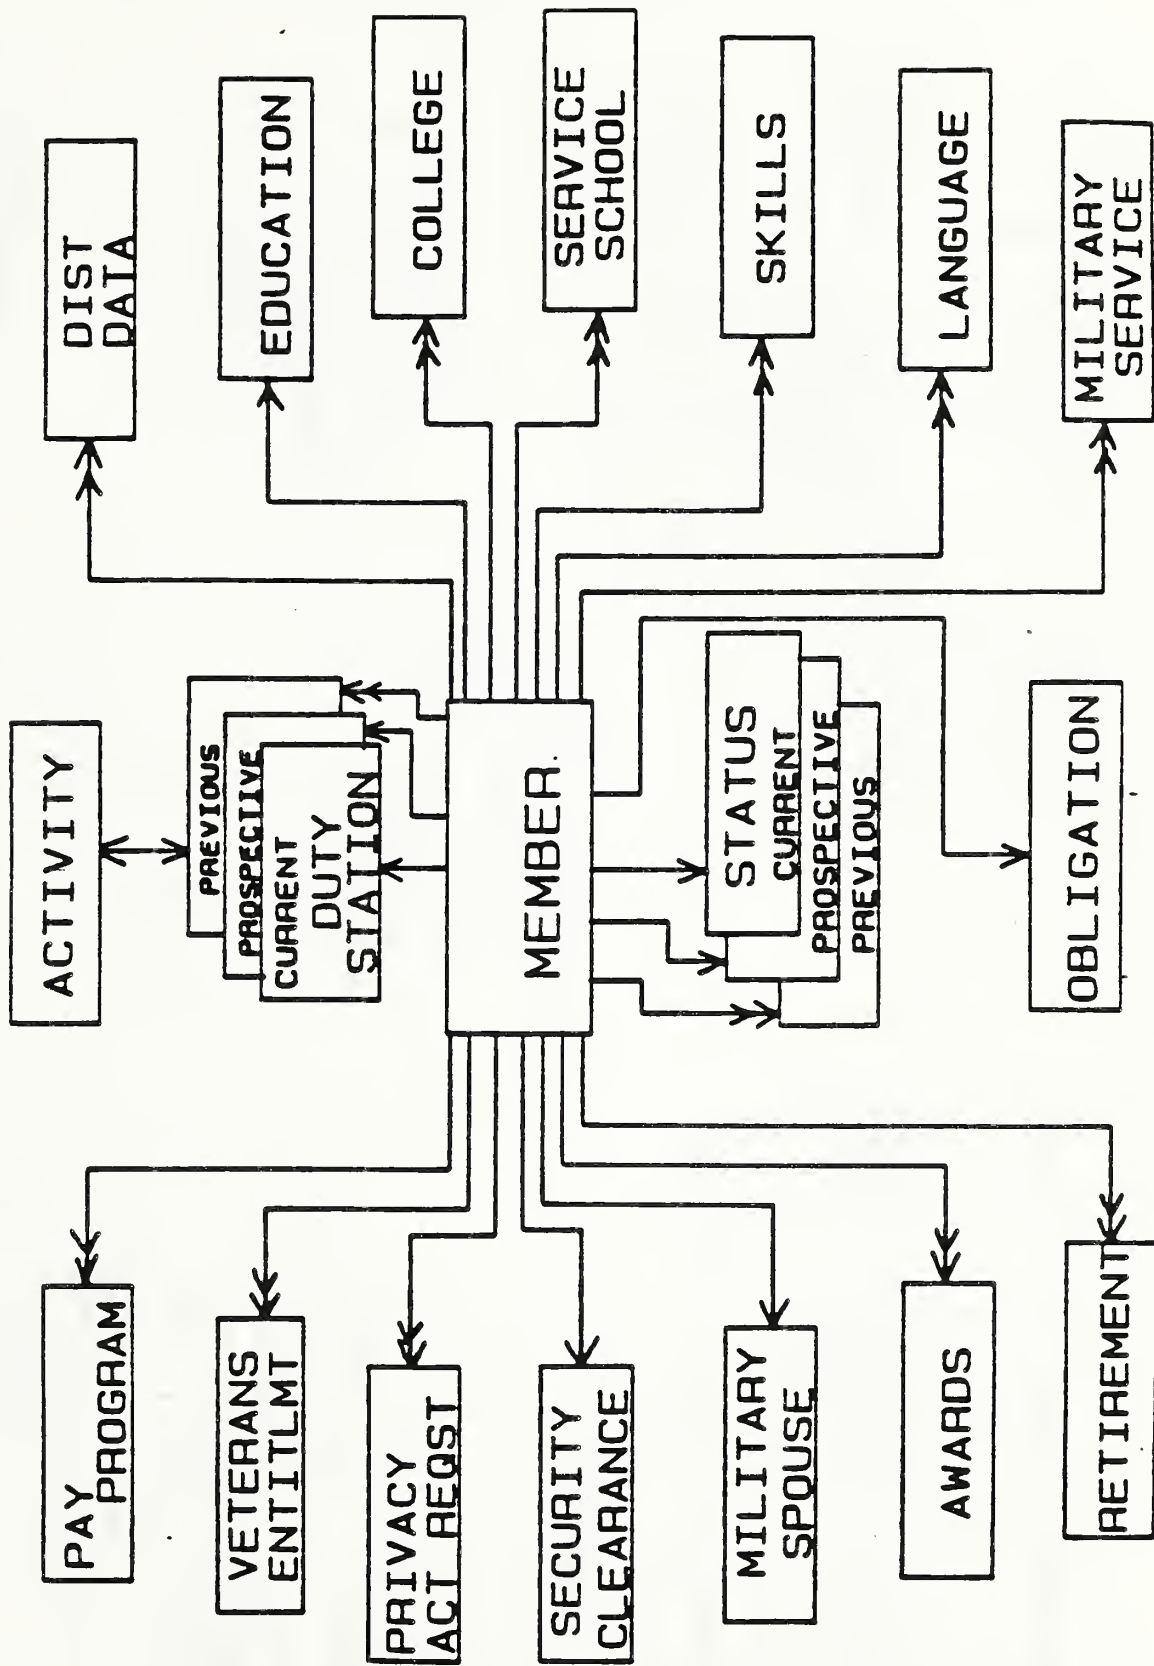 PAY
PROGRAM
ACTIVITY
DIST
DATA
VETERANS
ENTITLMT
PREVIOUS
PROSPECTIVE
CURRENT
DUTY
STATION
EDUCATION
PRIVACY
ACT REQST
COLLEGE
SECURITY
CLEARANCE
MEMBER
SERVICE
SCHOOL
MILITARY
SPOUSE
STATUS
CURRENT
PROSPECTIVE
PREVIOUS
SKILLS
AWARDS
LANGUAGE
RETIREMENT
OBLIGATION
MILITARY
SERVICE